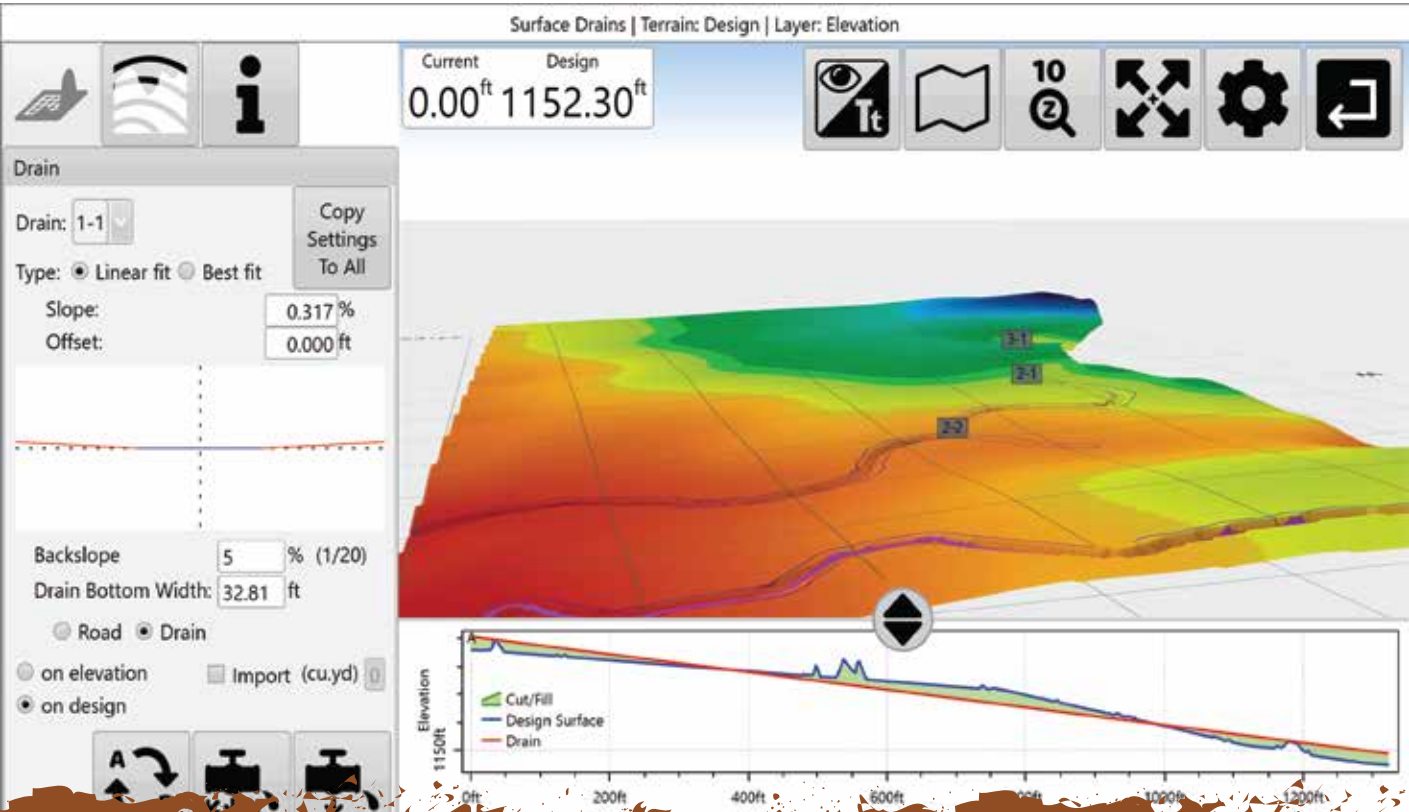 Surface Drains | Terrain: Design | Layer: Elevation
Current Design
0.00ft 1152.30ft
Tt
10
Z
i
Drain
Drain: 1-1
Copy
Settings
To All
Type: Linear fit Best fit
Slope: 0.317 %
Offset: 0.000 ft
3-1
2-1
2-2
Backslope 5 % (1/20)
Drain Bottom Width: 32.81 ft
Road Drain
on elevation Import (cu.yd) 0
on design
A
A
Elevation
1150ft
Cut/Fill
Design Surface
Drain
0ft 200ft 400ft 600ft 1000ft 1200ft